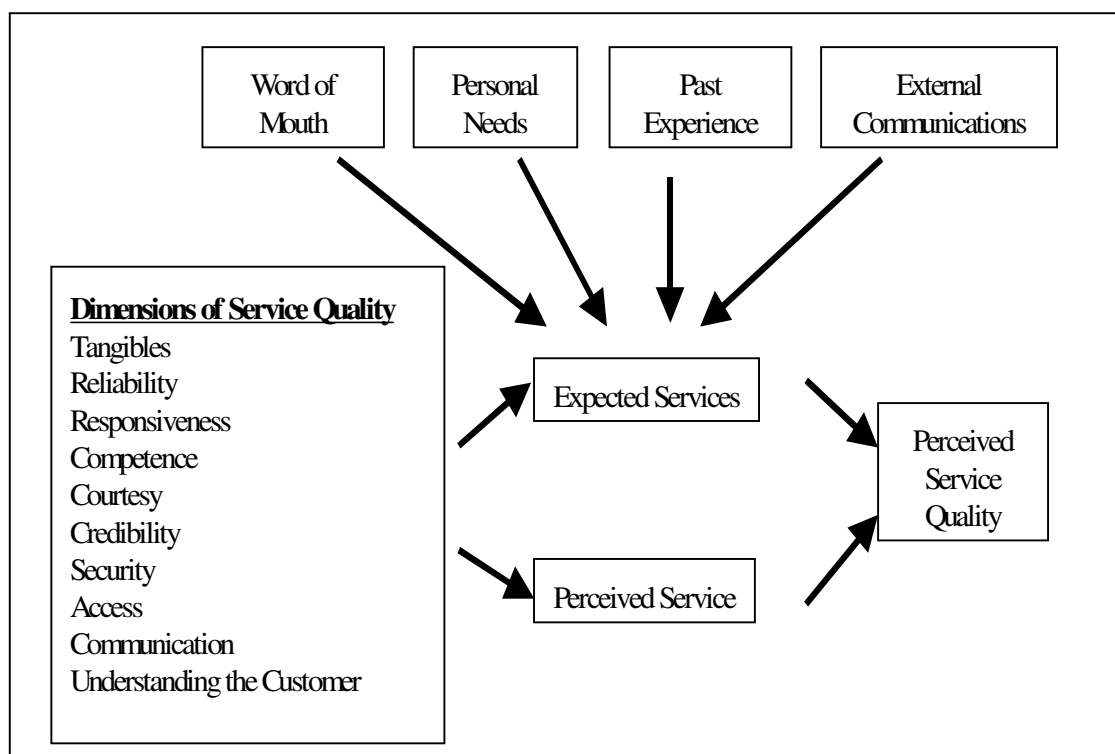 Word of
Mouth
Personal
Needs
Past
Experience
External
Communications
Dimensions of Service Quality
Tangibles
Reliability
Responsiveness
Competence
Courtesy
Credibility
Security
Access
Communication
Understanding the Customer
Expected Services
Perceived Service
Perceived
Service
Quality